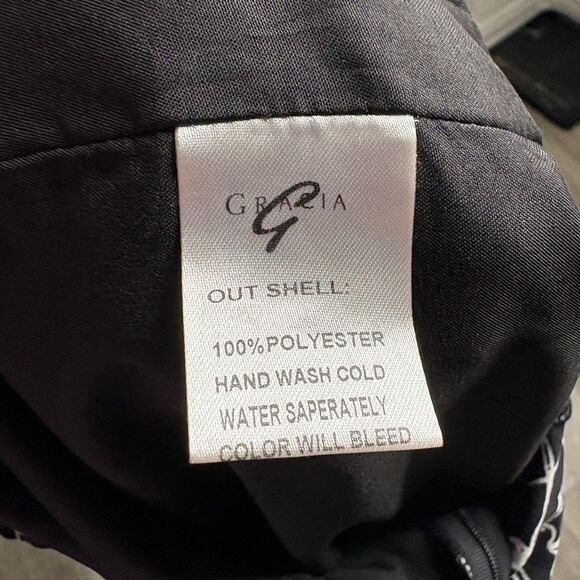 GRACIA
G
OUT SHELL:
100%POLYESTER
HAND WASH COLD
WATER SAPERATELY
COLOR WILL BLEED